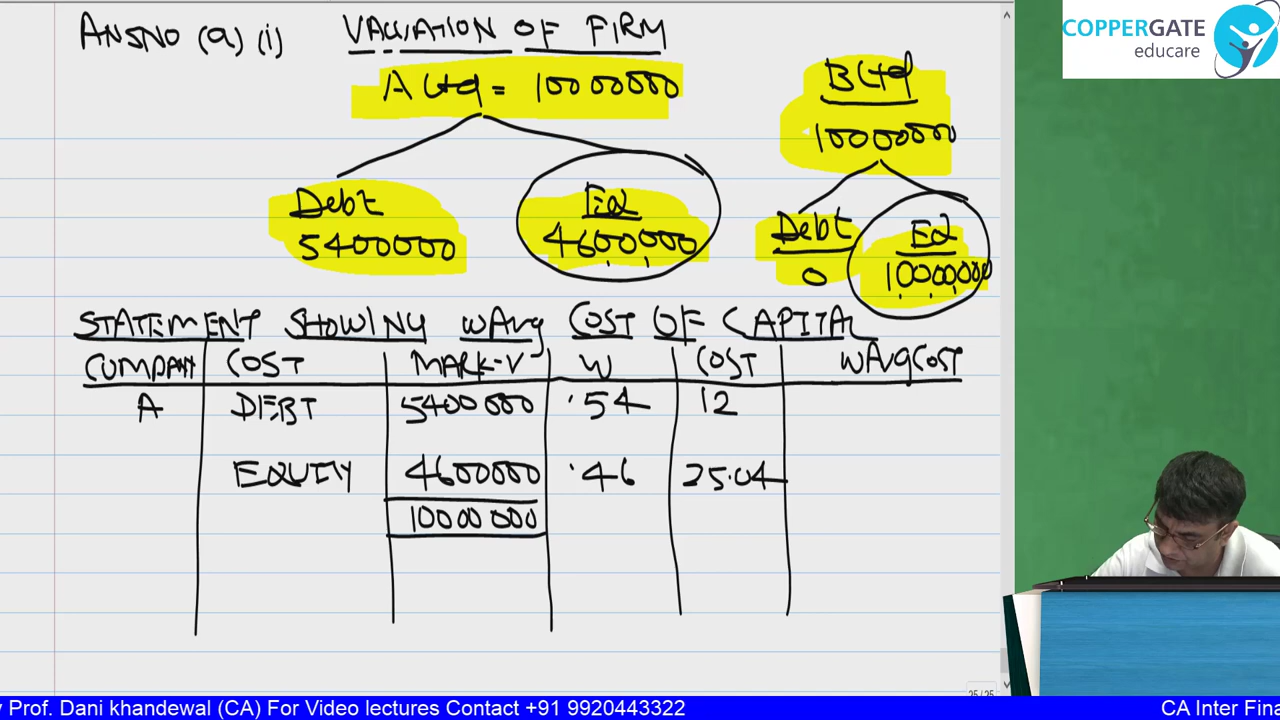 ANSNO (a) (i) VALUATION OF FIRM
COPPERGATE
educare
A Ltd = 10000000
B Ltd
10000000
Debt
5400000
EQ
4600000
Debt
0
EQ
10000000
STATEMENT SHOWING WAvg COST OF CAPITAL
COMPANY COST MARK-V W COST WAvgCOST
A DEBT 5400000 .54 12
EQUITY 4600000 .46 25.04
10000000
25/25
y Prof. Dani khandewal (CA) For Video lectures Contact +91 9920443322 CA Inter Fina